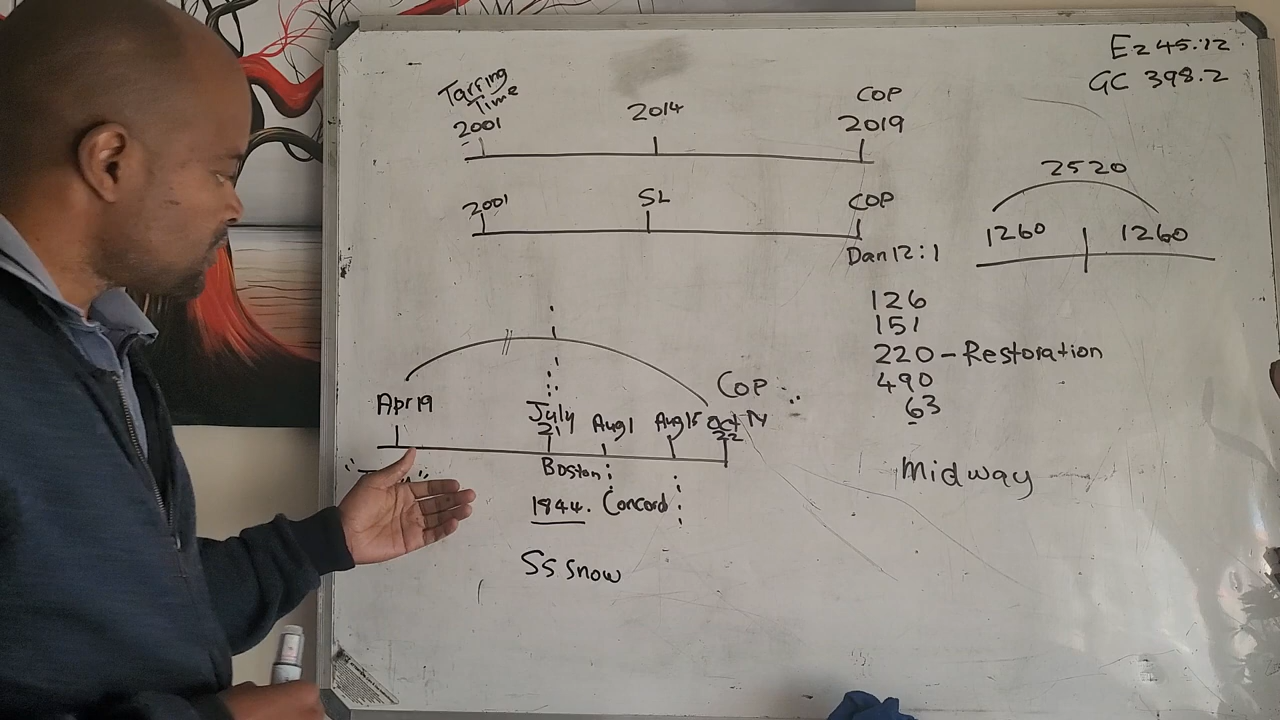 Ez 45:12
GC 398.2
Tarring
Time
2001
2014
COP
2019
2520
1260 1260
2001
SL
COP
Dan 12:1
126
151
220 - Restoration
490
63
Midway
COP
Apr 19
July
21
Aug 1
Aug 15
Oct
22
Boston
1844. Concord
SS Snow